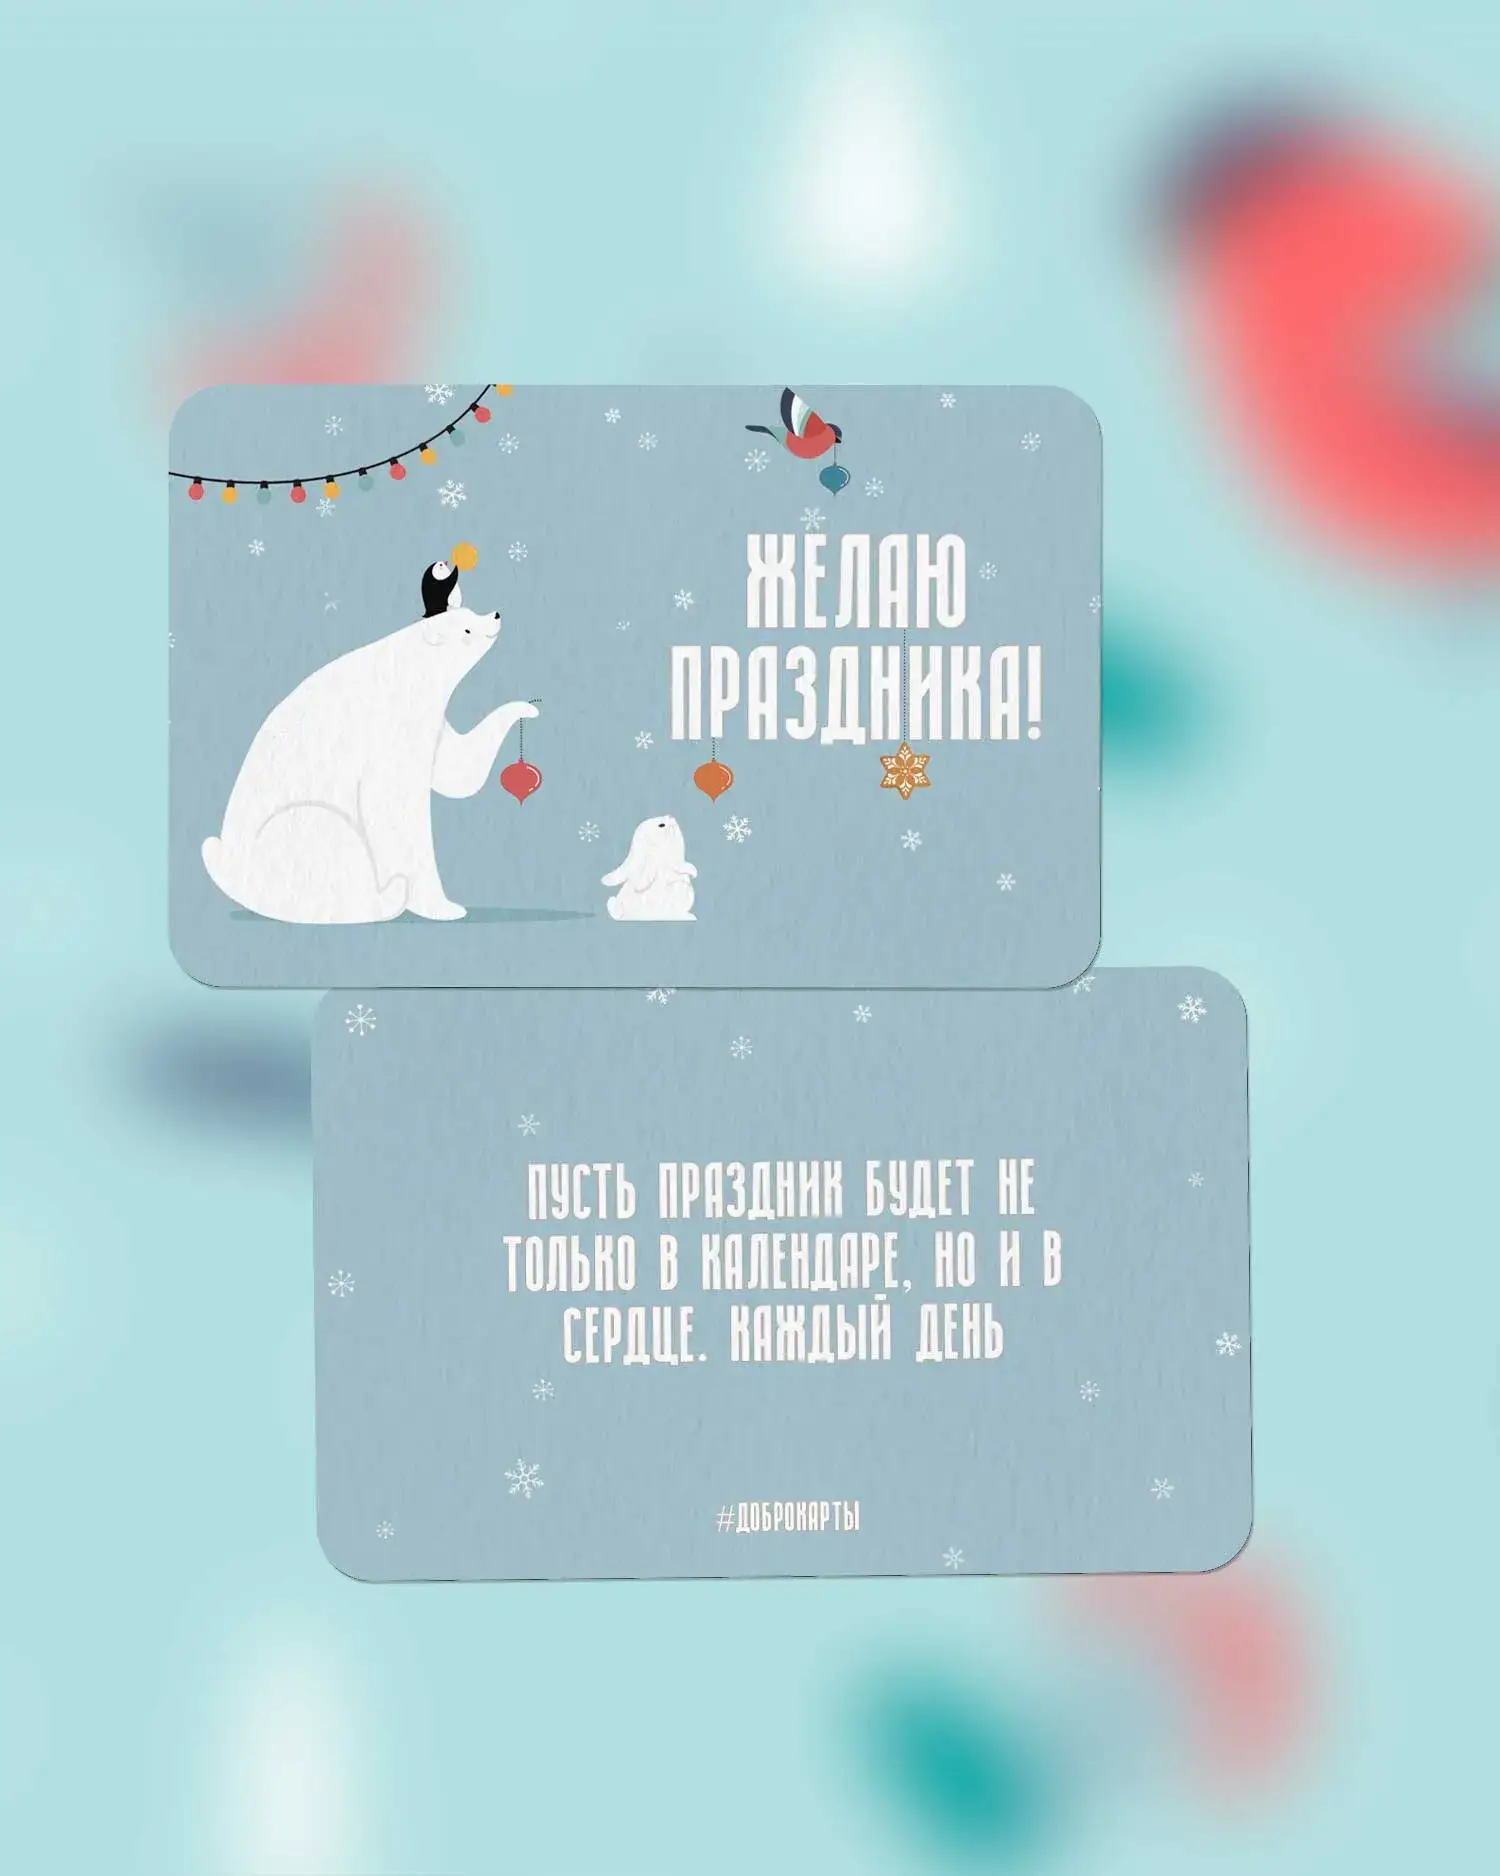 ЖЕЛАЮ
ПРАЗДНИКА!
ПУСТЬ ПРАЗДНИК БУДЕТ НЕ
ТОЛЬКО В КАЛЕНДАРЕ, НО И В
СЕРДЦЕ. КАЖДЫЙ ДЕНЬ
#ДОБРОКАРТЫ